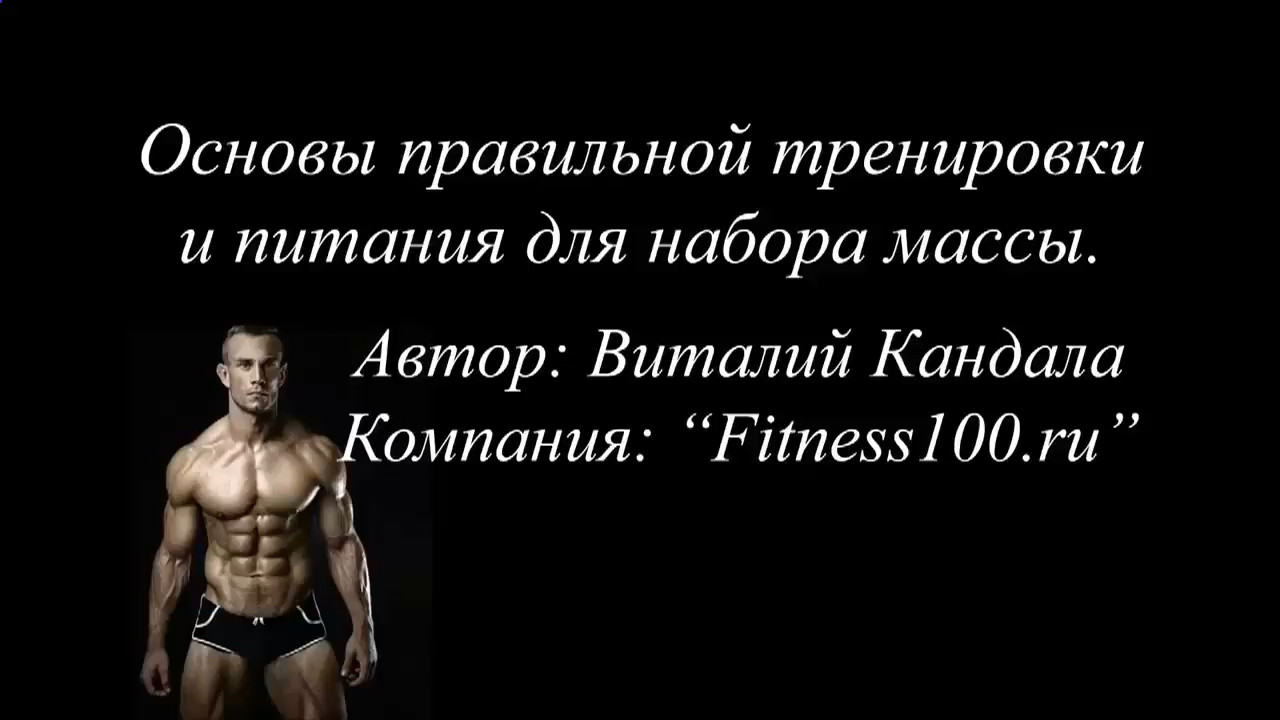 Основы правильной тренировки
и питания для набора массы.
Автор: Виталий Кандала
Компания: “Fitness100.ru”